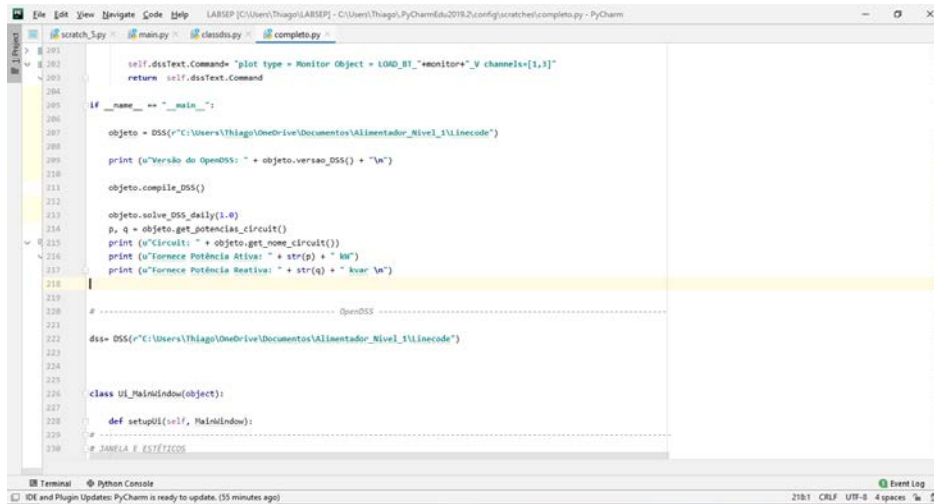 File Edit View Navigate Code Help LABSEP [C:\Users\Thiago\LABSEP] - C:\Users\Thiago\.PyCharmEdu2019.2\config\scratches\completo.py - PyCharm
scratch_5.py main.py classdss.py completo.py
1: Project
201
202 self.dssText.Command= "plot type = Monitor Object = LOAD_BT_"+monitor+"_V channels=[1,3]"
203 return self.dssText.Command
204
205 if __name__ == "__main__":
206
207 objeto = DSS(r"C:\Users\Thiago\OneDrive\Documentos\Alimentador_Nivel_1\Linecode")
208
209 print (u"Versão do OpenDSS: " + objeto.versao_DSS() + "\n")
210
211 objeto.compile_DSS()
212
213 objeto.solve_DSS_daily(1.0)
214 p, q = objeto.get_potencias_circuit()
215 print (u"Circuit: " + objeto.get_nome_circuit())
216 print (u"Fornece Potência Ativa: " + str(p) + " kW")
217 print (u"Fornece Potência Reativa: " + str(q) + " kvar \n")
218
219
220 # ---------------------------------------------- OpenDSS ----------------------------------------------------------
221
222 dss= DSS(r"C:\Users\Thiago\OneDrive\Documentos\Alimentador_Nivel_1\Linecode")
223
224
225
226 class Ui_MainWindow(object):
227
228 def setupUi(self, MainWindow):
229 # ------------------------------------------------------------------------------------------------------------------
230 # JANELA E ESTÉTICOS
Terminal Python Console Event Log
IDE and Plugin Updates: PyCharm is ready to update. (55 minutes ago) 218:1 CRLF UTF-8 4 spaces